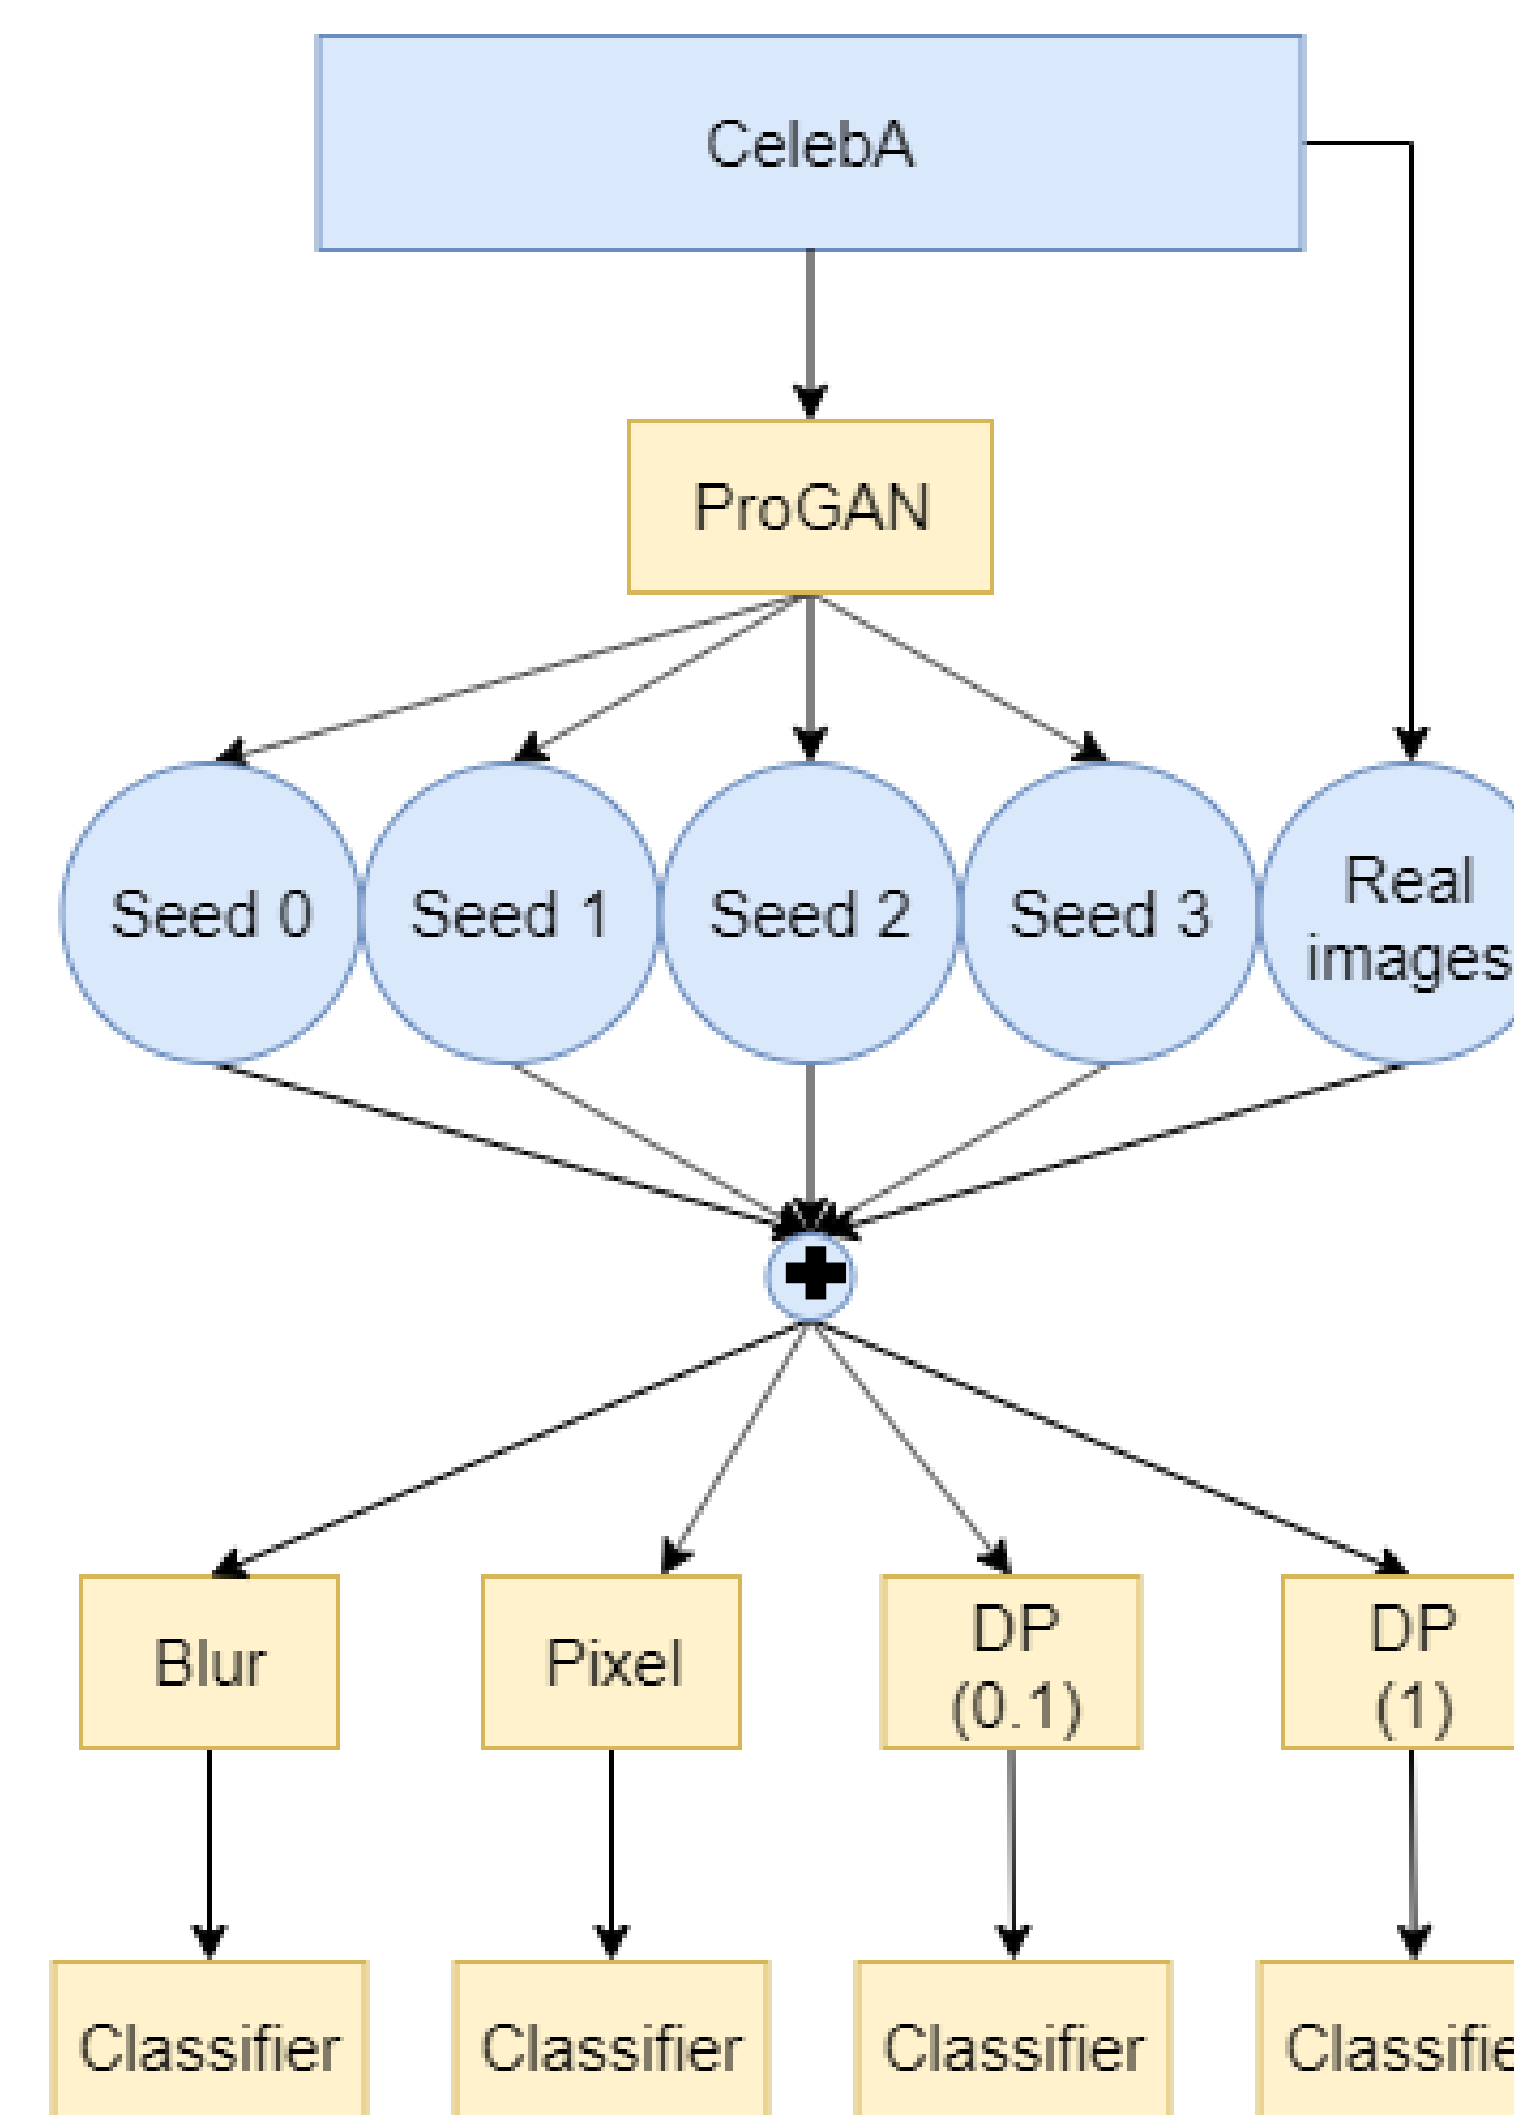 CelebA
ProGAN
Seed 0
Seed 1
Seed 2
Seed 3
Real
images
Blur
Pixel
DP
(0.1)
DP
(1)
Classifier
Classifier
Classifier
Classifie